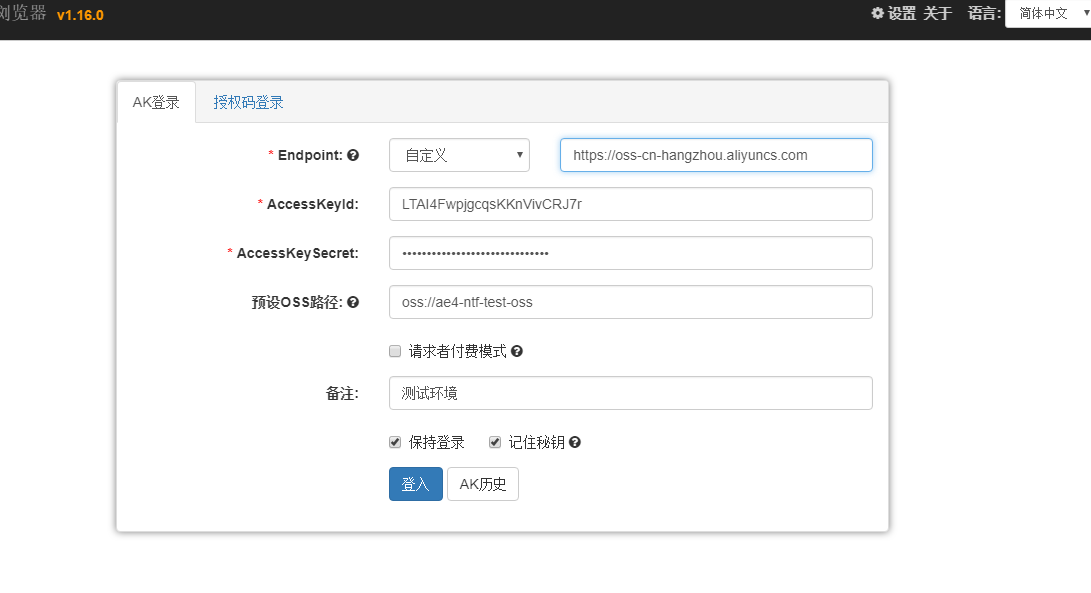 浏览器 v1.16.0 设置 关于 语言: 简体中文
AK登录 授权码登录
* Endpoint: 自定义 https://oss-cn-hangzhou.aliyuncs.com
* AccessKeyId: LTAI4FwpjgcqsKKnVivCRJ7r
* AccessKeySecret: ••••••••••••••••••••••••••••••
预设OSS路径: oss://ae4-ntf-test-oss
请求者付费模式
备注: 测试环境
保持登录 记住秘钥
登入 AK历史